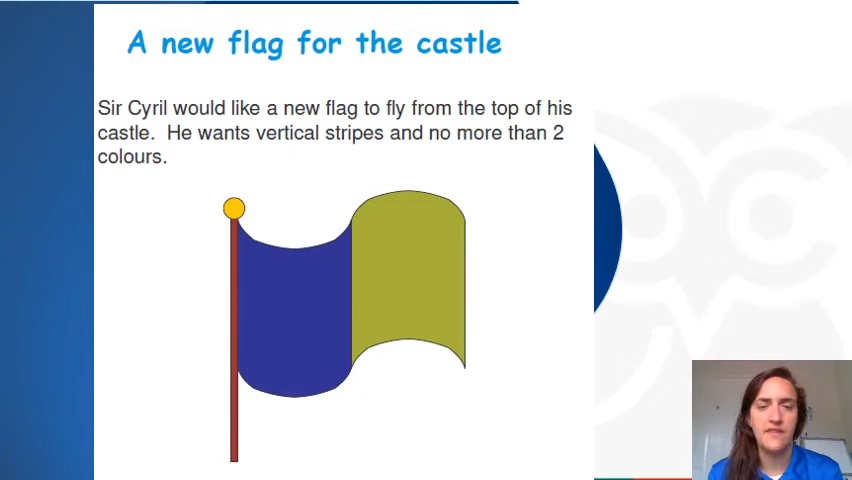 A new flag for the castle
Sir Cyril would like a new flag to fly from the top of his
castle.  He wants vertical stripes and no more than 2
colours.